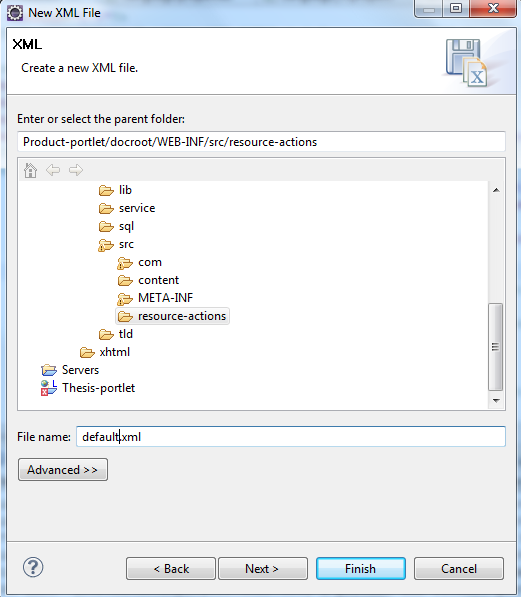 New XML File
XML
Create a new XML file.
X
Enter or select the parent folder:
Product-portlet/docroot/WEB-INF/src/resource-actions
lib
service
sql
src
com
content
META-INF
resource-actions
tld
xhtml
Servers
Thesis-portlet
File name: default.xml
Advanced >>
? < Back Next > Finish Cancel